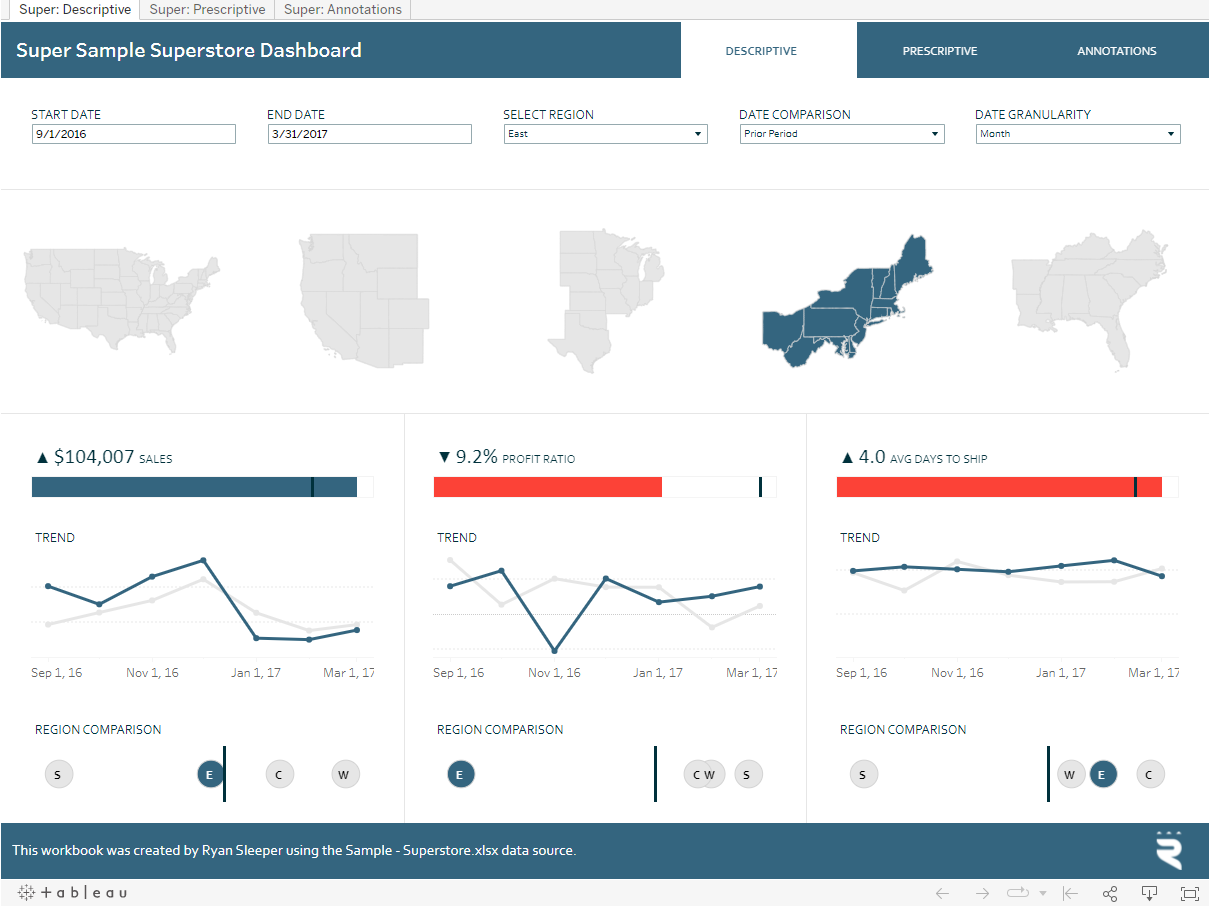 Super: Descriptive
Super: Prescriptive
Super: Annotations
Super Sample Superstore Dashboard
DESCRIPTIVE
PRESCRIPTIVE
ANNOTATIONS
START DATE
9/1/2016
END DATE
3/31/2017
SELECT REGION
East
DATE COMPARISON
Prior Period
DATE GRANULARITY
Month
▲ $104,007 SALES
TREND
Sep 1, 16 Nov 1, 16 Jan 1, 17 Mar 1, 17
REGION COMPARISON
S E C W
▼ 9.2% PROFIT RATIO
TREND
Sep 1, 16 Nov 1, 16 Jan 1, 17 Mar 1, 17
REGION COMPARISON
E C W S
▲ 4.0 AVG DAYS TO SHIP
TREND
Sep 1, 16 Nov 1, 16 Jan 1, 17 Mar 1, 17
REGION COMPARISON
S W E C
This workbook was created by Ryan Sleeper using the Sample - Superstore.xlsx data source.
+ a b l e a u